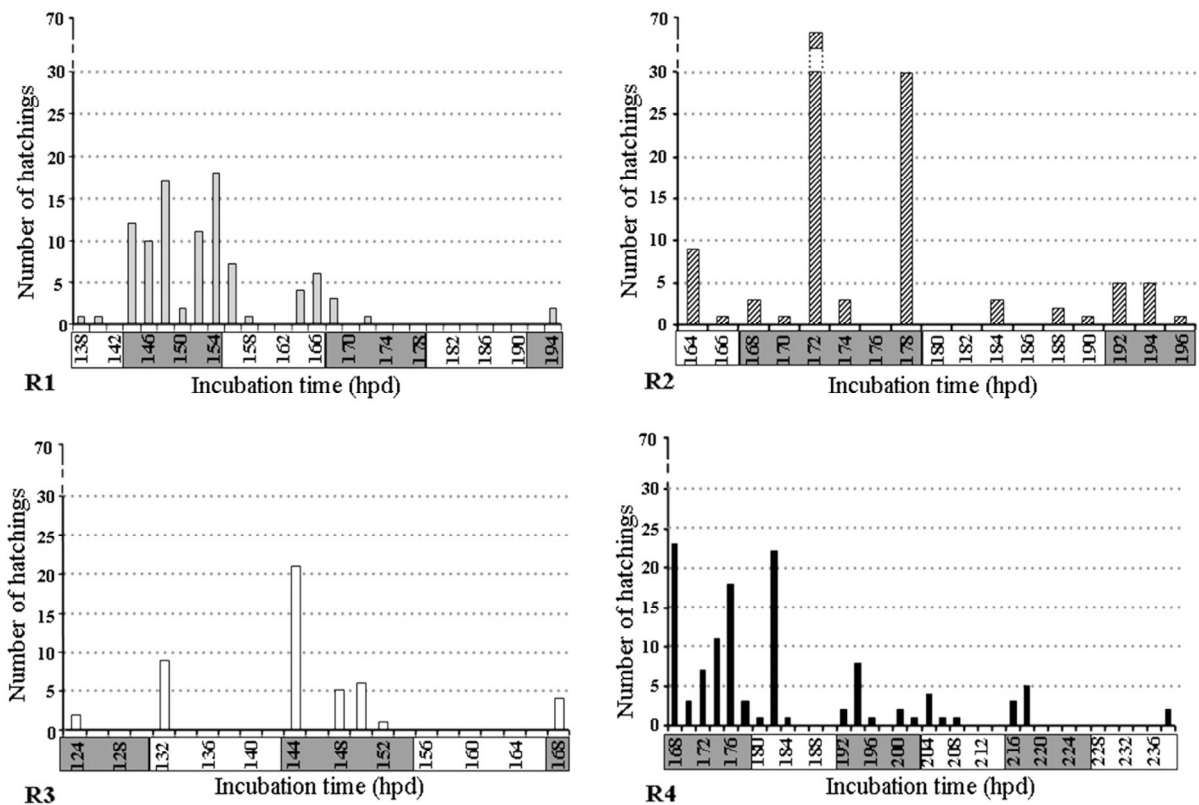 70
30
25
20
15
10
5
0
Number of hatchings
138 142 146 150 154 158 162 166 170 174 178 182 186 190 194
R1 Incubation time (hpd)
70
30
25
20
15
10
5
0
Number of hatchings
164 166 168 170 172 174 176 178 180 182 184 186 188 190 192 194 196
R2 Incubation time (hpd)
70
30
25
20
15
10
5
0
Number of hatchings
124 128 132 136 140 144 148 152 156 160 164 168
R3 Incubation time (hpd)
70
30
25
20
15
10
5
0
Number of hatchings
168 172 176 180 184 188 192 196 200 204 208 212 216 220 224 228 232 236
R4 Incubation time (hpd)